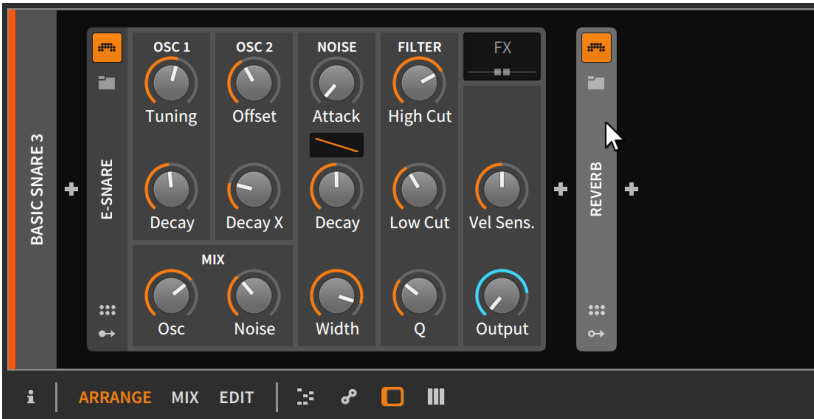 BASIC SNARE 3
E-SNARE
OSC 1
OSC 2
NOISE
FILTER
FX
Tuning
Offset
Attack
High Cut
Decay
Decay X
Decay
Low Cut
Vel Sens.
MIX
Osc
Noise
Width
Q
Output
REVERB
i
ARRANGE
MIX
EDIT